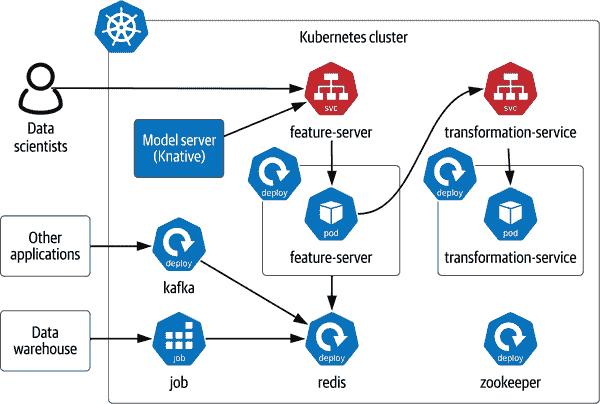 Kubernetes cluster
Data
scientists
svc
feature-server
svc
transformation-service
Model server
(Knative)
deploy
pod
feature-server
deploy
pod
transformation-service
Other
applications
deploy
kafka
Data
warehouse
job
job
deploy
redis
deploy
zookeeper